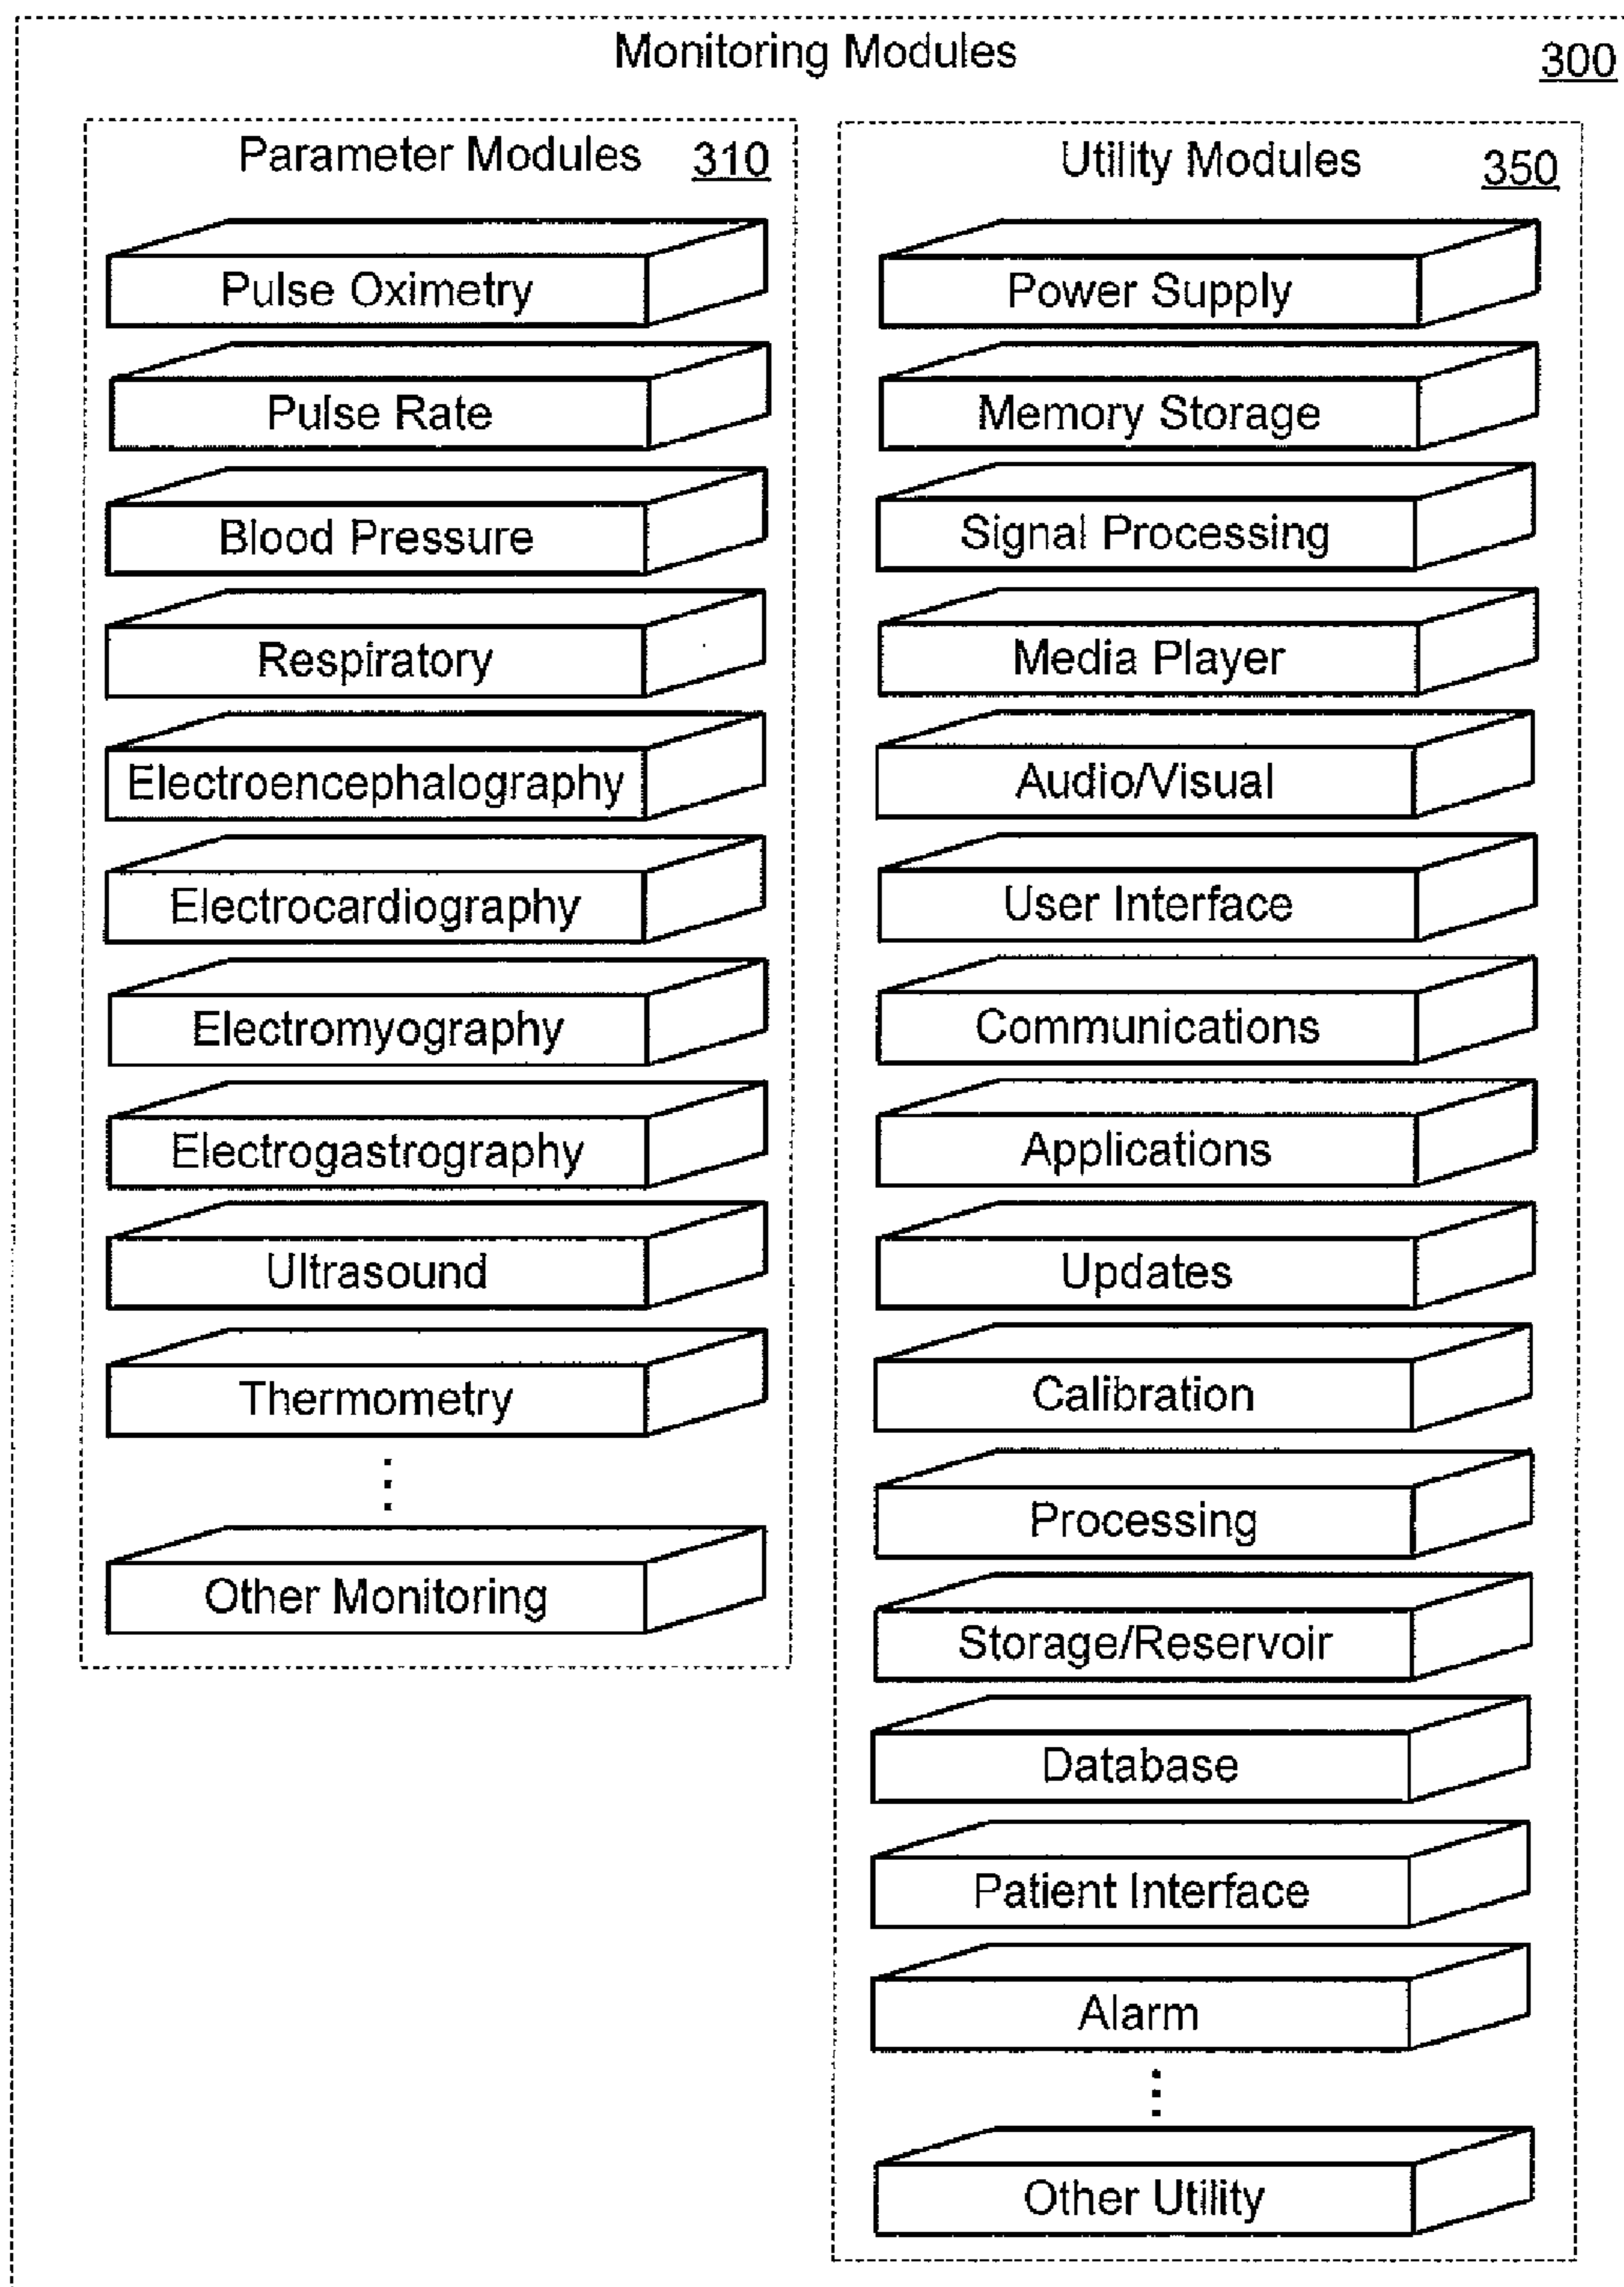 Monitoring Modules 300
Parameter Modules 310
Pulse Oximetry
Pulse Rate
Blood Pressure
Respiratory
Electroencephalography
Electrocardiography
Electromyography
Electrogastrography
Ultrasound
Thermometry
Other Monitoring
Utility Modules 350
Power Supply
Memory Storage
Signal Processing
Media Player
Audio/Visual
User Interface
Communications
Applications
Updates
Calibration
Processing
Storage/Reservoir
Database
Patient Interface
Alarm
Other Utility